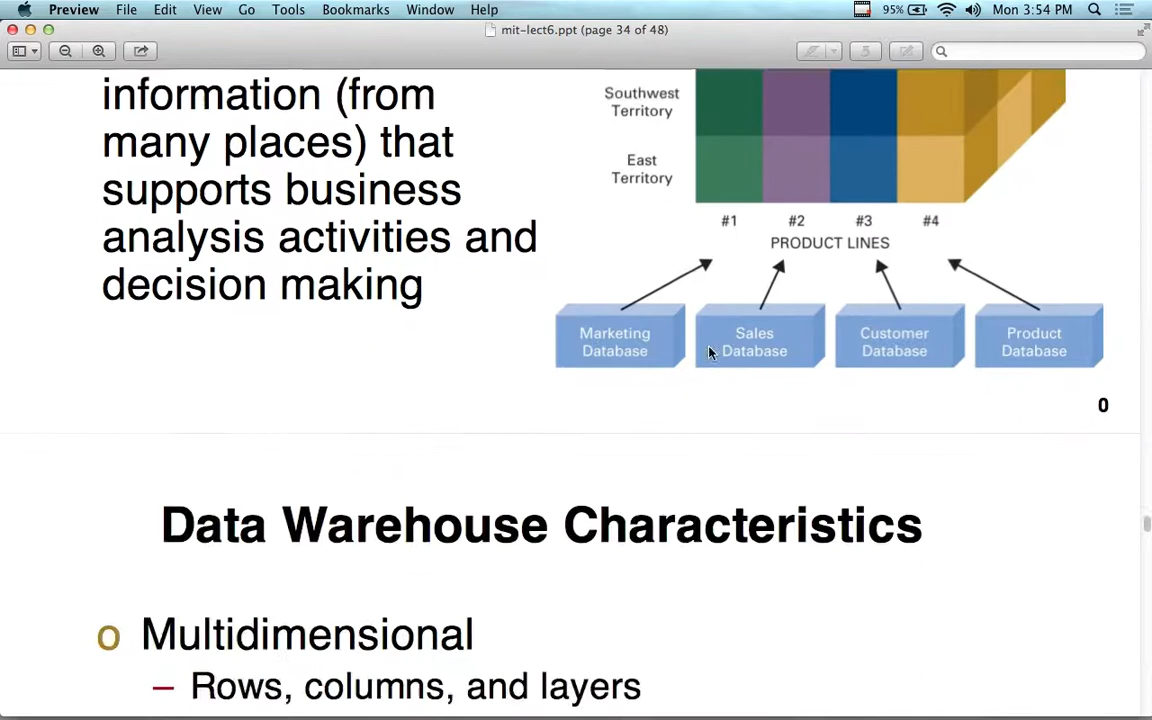 Preview File Edit View Go Tools Bookmarks Window Help 95% Mon 3:54 PM
mit-lect6.ppt (page 34 of 48)
information (from
many places) that
supports business
analysis activities and
decision making
Southwest
Territory
East
Territory
#1 #2 #3 #4
PRODUCT LINES
Marketing
Database
Sales
Database
Customer
Database
Product
Database
0
Data Warehouse Characteristics
o Multidimensional
– Rows, columns, and layers